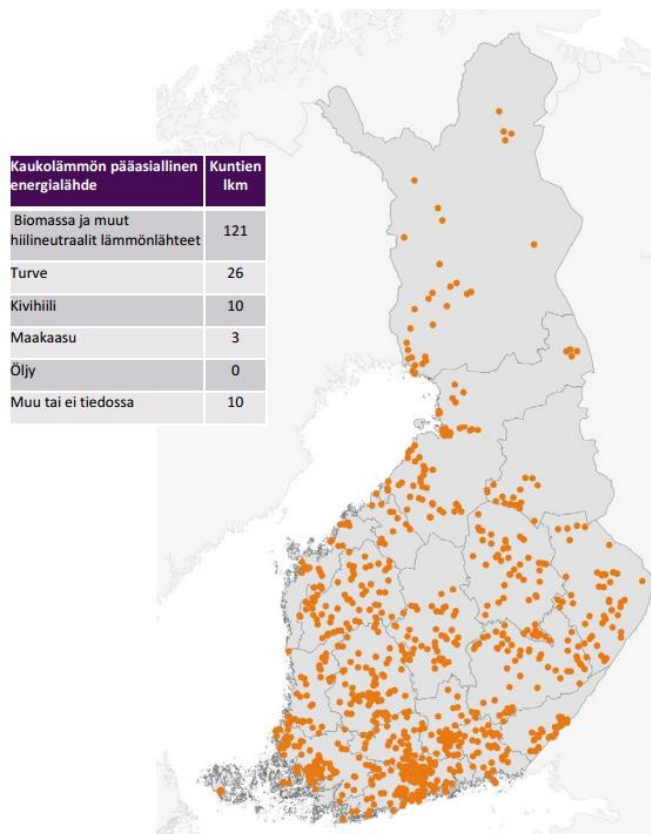 Kaukolämmön pääasiallinen Kuntien
energialähde lkm
Biomassa ja muut
hiilineutraalit lämmönlähteet 121
Turve 26
Kivihiili 10
Maakaasu 3
Öljy 0
Muu tai ei tiedossa 10